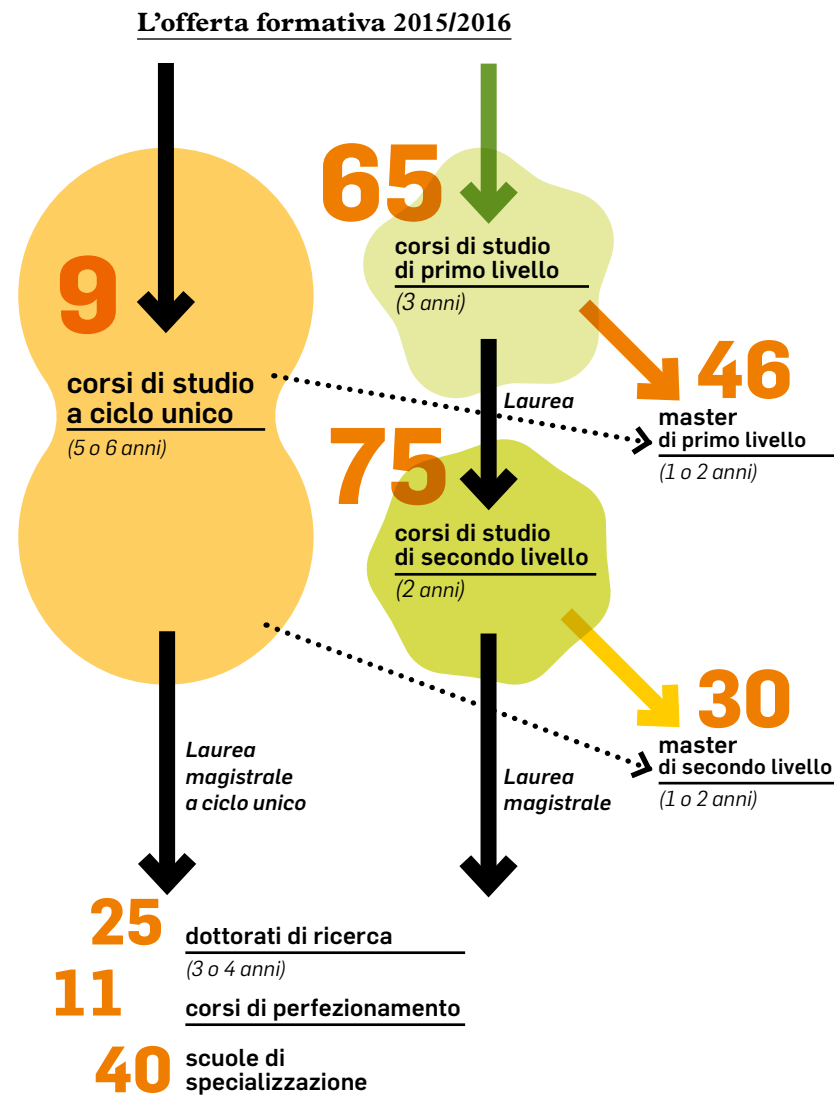 L'offerta formativa 2015/2016
9
corsi di studio
a ciclo unico
(5 o 6 anni)
65
corsi di studio
di primo livello
(3 anni)
Laurea
46
master
di primo livello
(1 o 2 anni)
75
corsi di studio
di secondo livello
(2 anni)
30
master
di secondo livello
(1 o 2 anni)
Laurea
magistrale
a ciclo unico
Laurea
magistrale
25
dottorati di ricerca
(3 o 4 anni)
11
corsi di perfezionamento
40
scuole di
specializzazione